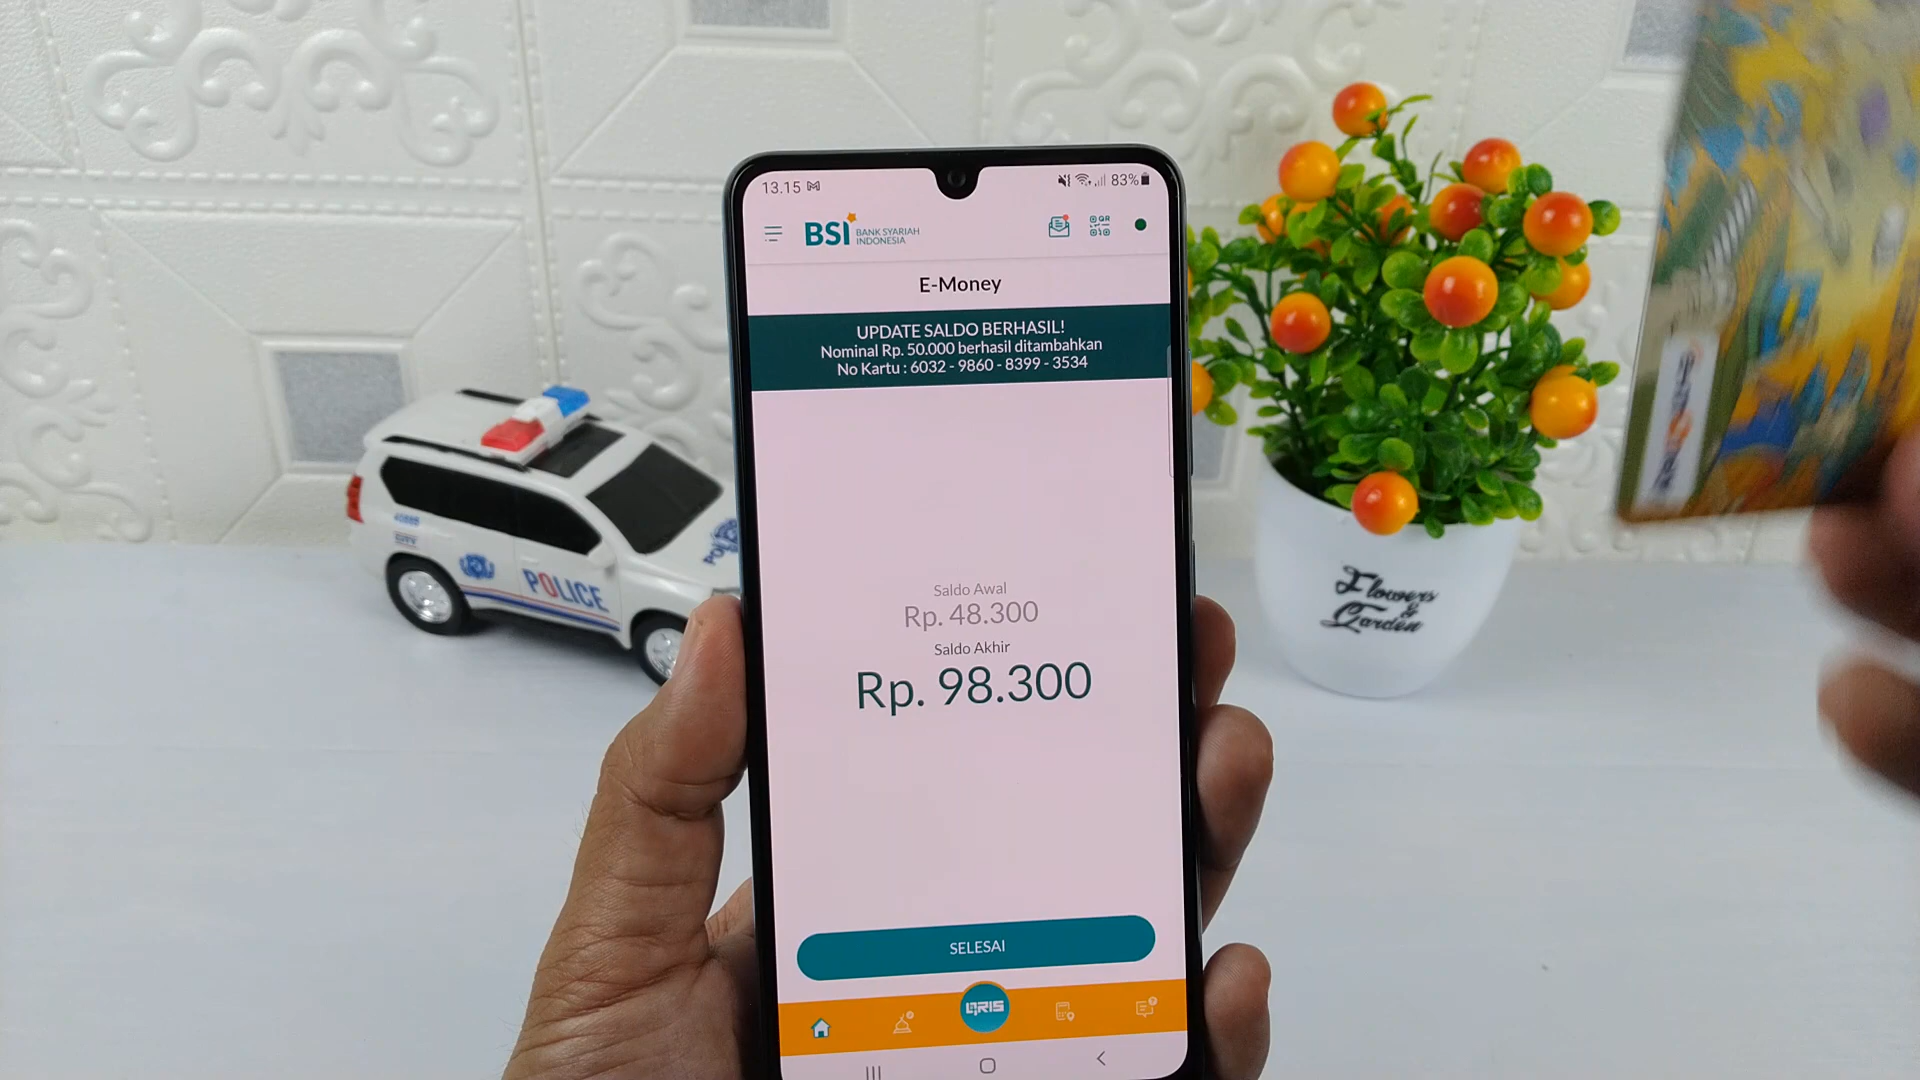 13.15
83%
BSI BANK SYARIAH
INDONESIA
QR
E-Money
UPDATE SALDO BERHASIL!
Nominal Rp. 50.000 berhasil ditambahkan
No Kartu : 6032 - 9860 - 8399 - 3534
Saldo Awal
Rp. 48.300
Saldo Akhir
Rp. 98.300
SELESAI
QRIS
POLICE
Flowers
&
Garden